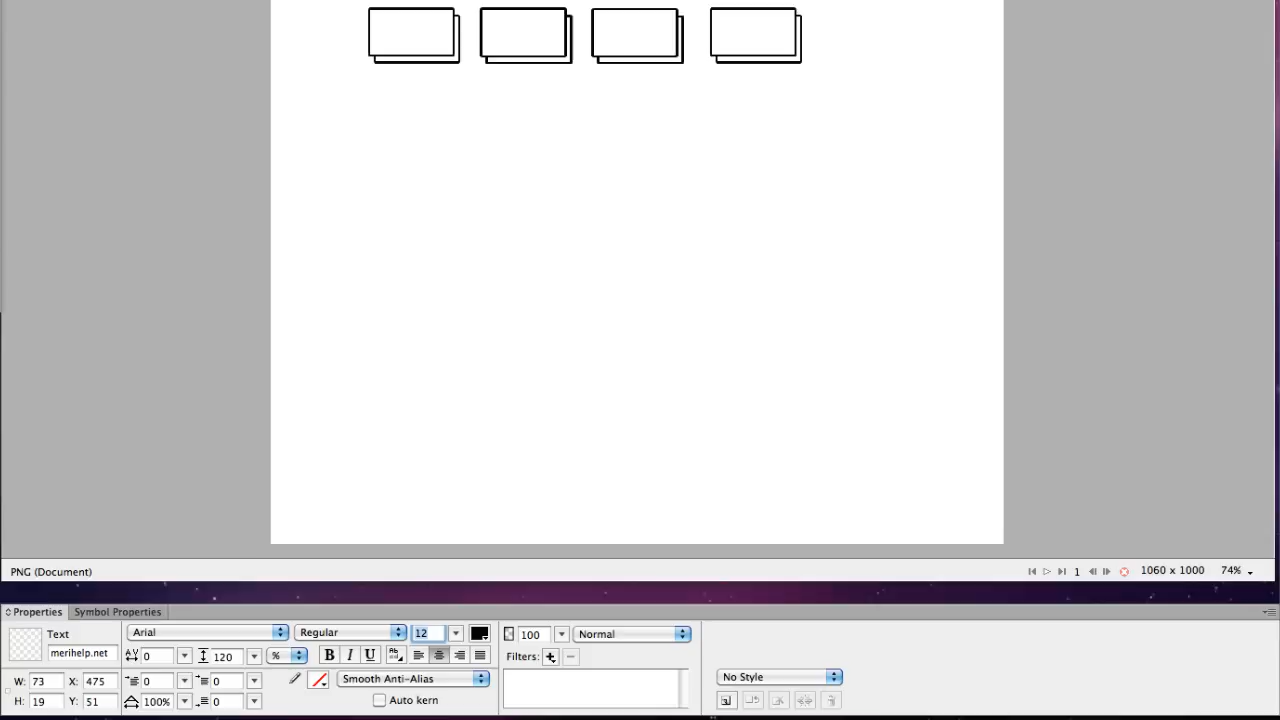 PNG (Document)
1
1060 x 1000
74%
Properties
Symbol Properties
Text
merihelp.net
Arial
Regular
12
100
Normal
0
120
%
B I U
Filters:
W: 73
X: 475
0
0
Smooth Anti-Alias
No Style
H: 19
Y: 51
100%
0
Auto kern